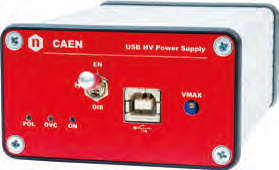 n CAEN USB HV Power Supply
EN
H
VMAX
DIS
POL OVC ON